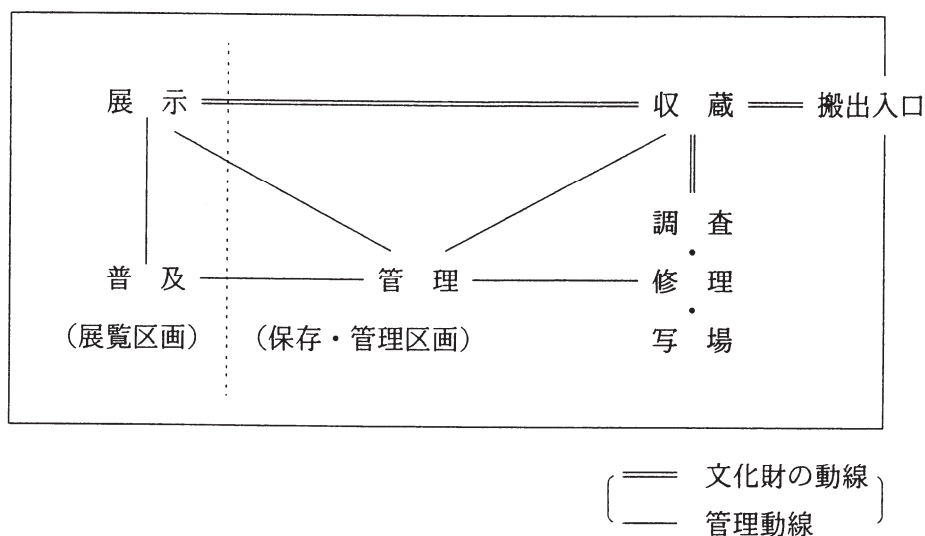 展示 収蔵 搬出入口
調査
・
普及 管理 修理
・
(展覧区画) (保存・管理区画) 写場
文化財の動線
管理動線